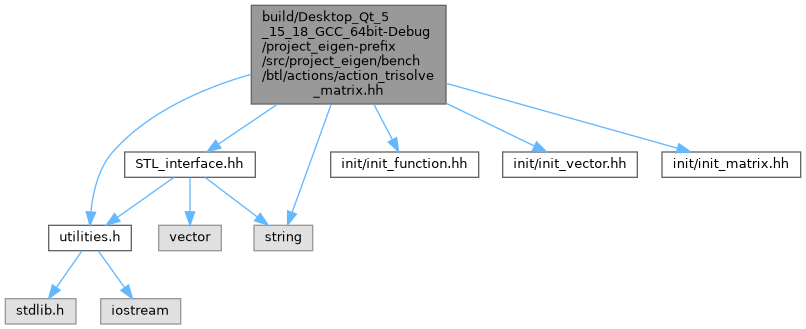 build/Desktop_Qt_5
_15_18_GCC_64bit-Debug
/project_eigen-prefix
/src/project_eigen/bench
/btl/actions/action_trisolve
_matrix.hh
STL_interface.hh
init/init_function.hh
init/init_vector.hh
init/init_matrix.hh
utilities.h
vector
string
stdlib.h
iostream